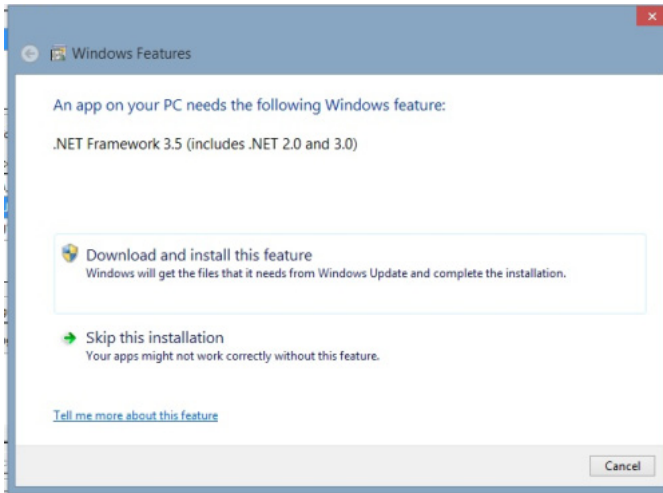 Windows Features
An app on your PC needs the following Windows feature:
.NET Framework 3.5 (includes .NET 2.0 and 3.0)
Download and install this feature
Windows will get the files that it needs from Windows Update and complete the installation.
Skip this installation
Your apps might not work correctly without this feature.
Tell me more about this feature
Cancel